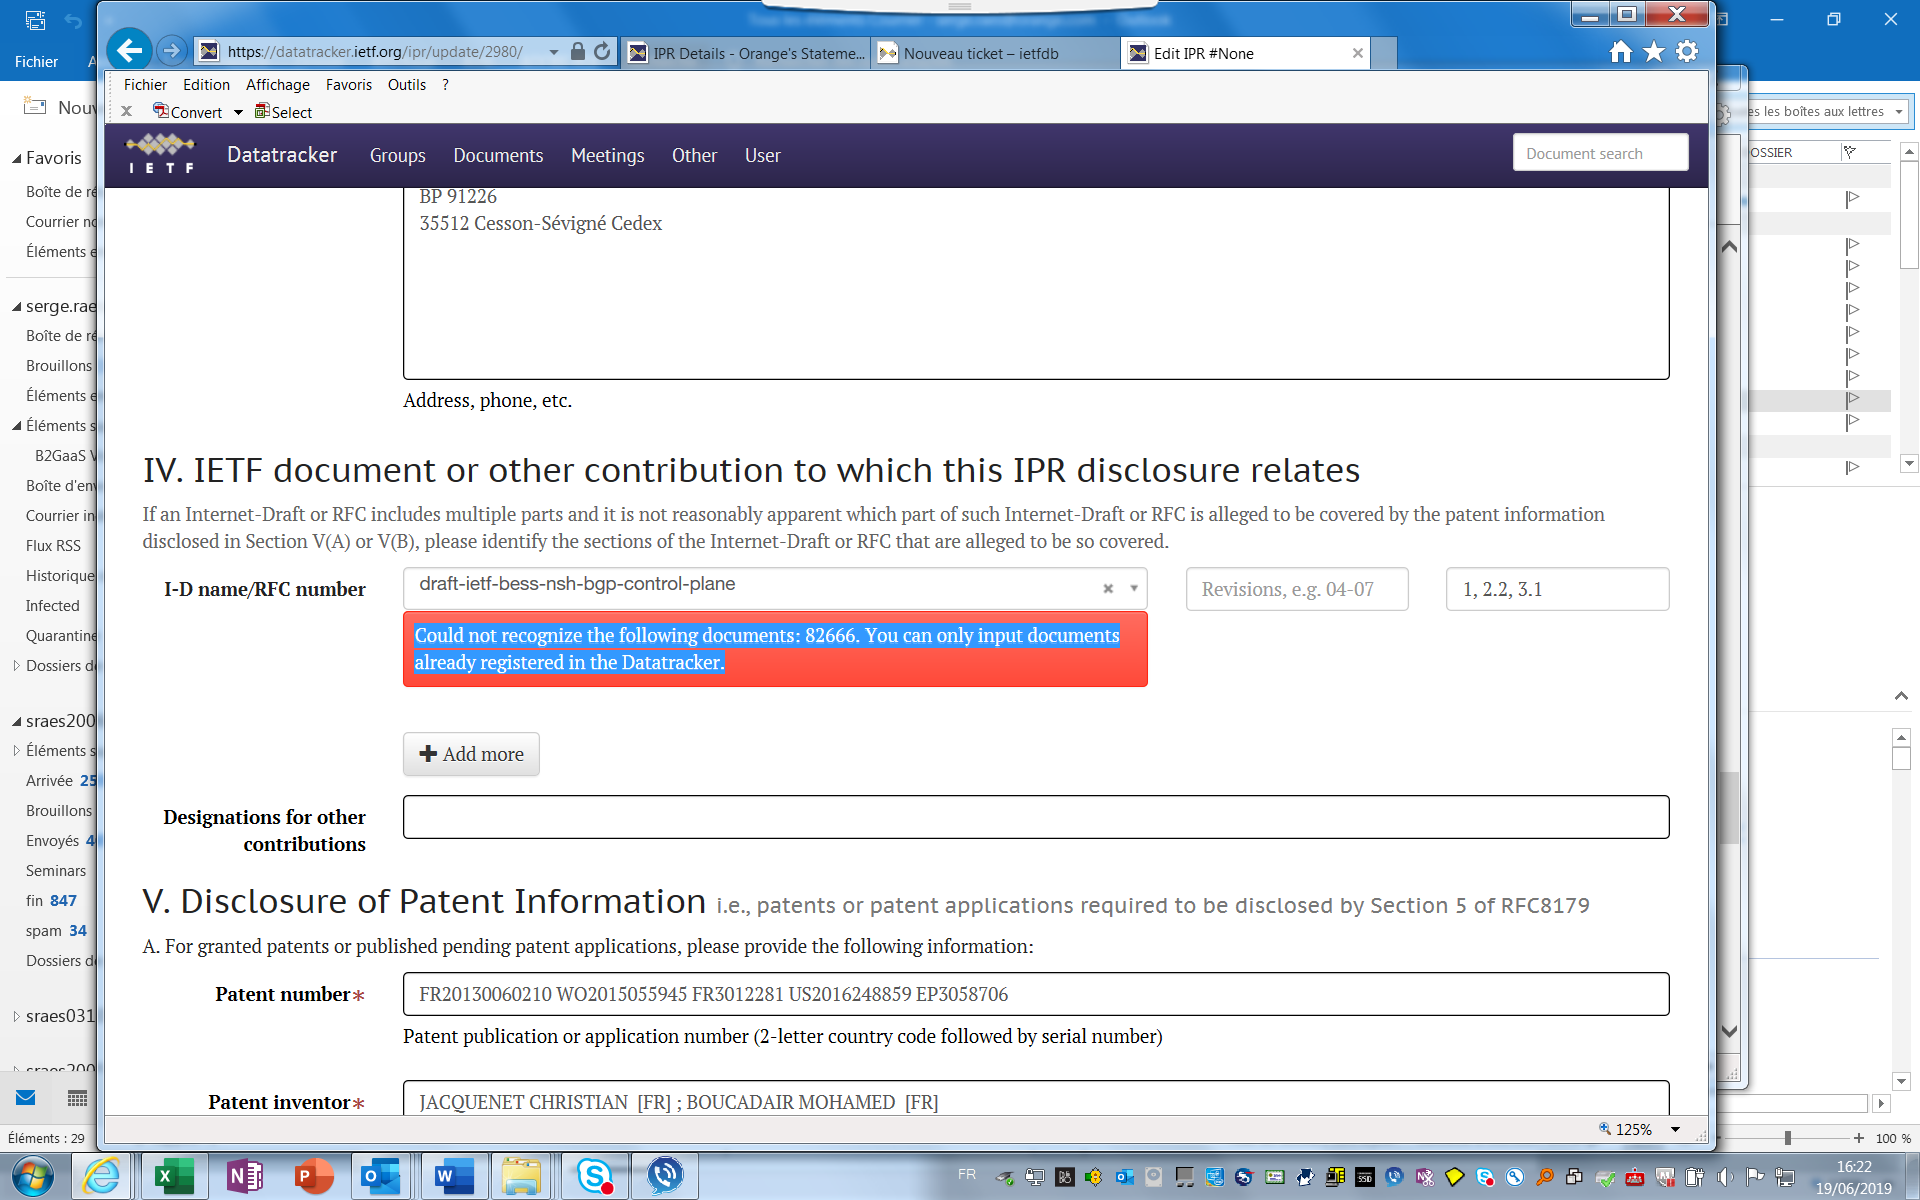 Fichier
https://datatracker.ietf.org/ipr/update/2980/
IPR Details - Orange's Stateme...
Nouveau ticket – ietfdb
Edit IPR #None
Fichier Edition Affichage Favoris Outils ?
x Convert Select
IETF
Datatracker Groups Documents Meetings Other User
Document search
BP 91226
35512 Cesson-Sévigné Cedex
Address, phone, etc.
IV. IETF document or other contribution to which this IPR disclosure relates
If an Internet-Draft or RFC includes multiple parts and it is not reasonably apparent which part of such Internet-Draft or RFC is alleged to be covered by the patent information
disclosed in Section V(A) or V(B), please identify the sections of the Internet-Draft or RFC that are alleged to be so covered.
I-D name/RFC number
draft-ietf-bess-nsh-bgp-control-plane
Revisions, e.g. 04-07
1, 2.2, 3.1
Could not recognize the following documents: 82666. You can only input documents
already registered in the Datatracker.
Add more
Designations for other
contributions
V. Disclosure of Patent Information i.e., patents or patent applications required to be disclosed by Section 5 of RFC8179
A. For granted patents or published pending patent applications, please provide the following information:
Patent number*
FR20130060210 WO2015055945 FR3012281 US2016248859 EP3058706
Patent publication or application number (2-letter country code followed by serial number)
Patent inventor*
JACQUENET CHRISTIAN [FR] ; BOUCADAIR MOHAMED [FR]
125%
Nouv
Favoris
Boîte de ré
Courrier no
Éléments e
serge.rae
Boîte de ré
Brouillons
Éléments e
Éléments s
B2GaaS V
Boîte d'env
Courrier in
Flux RSS
Historique
Infected
Quarantine
Dossiers de
sraes200
Éléments s
Arrivée 25
Brouillons
Envoyés 4
Seminars
fin 847
spam 34
Dossiers de
sraes031
sraes200
Éléments : 29
es les boîtes aux lettres
OSSIER
100 %
FR
16:22
19/06/2019